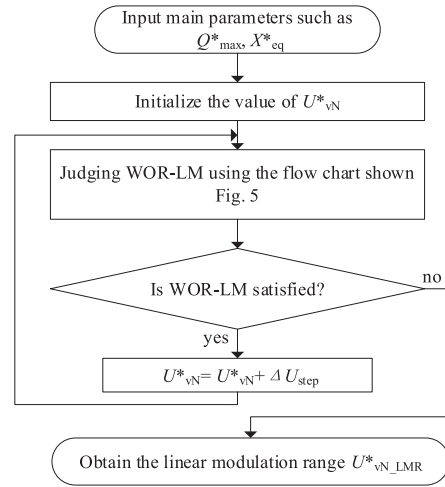 Input main parameters such as
Q*max, X*eq
Initialize the value of U*vN
Judging WOR-LM using the flow chart shown
Fig. 5
Is WOR-LM satisfied?
no
yes
U*vN= U*vN+ Δ Ustep
Obtain the linear modulation range U*vN_LMR